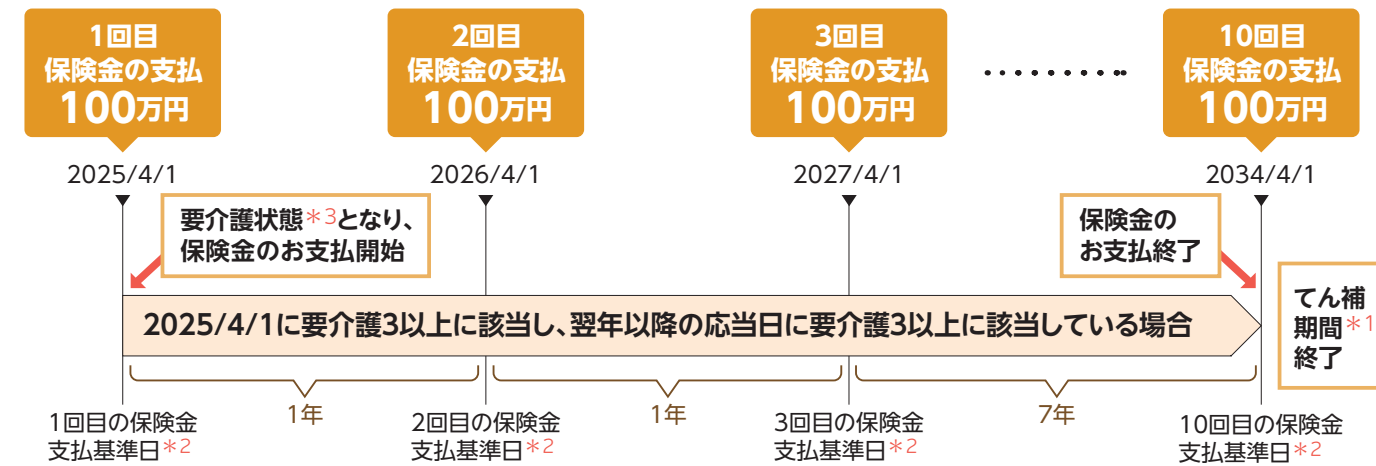 1回目
保険金の支払
100万円
2回目
保険金の支払
100万円
3回目
保険金の支払
100万円
‥‥‥‥‥
10回目
保険金の支払
100万円
2025/4/1
2026/4/1
2027/4/1
2034/4/1
要介護状態*3となり、
保険金のお支払開始
保険金の
お支払終了
2025/4/1に要介護3以上に該当し、翌年以降の応当日に要介護3以上に該当している場合
てん補
期間*1
終了
1年
1年
7年
1回目の保険金
支払基準日*2
2回目の保険金
支払基準日*2
3回目の保険金
支払基準日*2
10回目の保険金
支払基準日*2